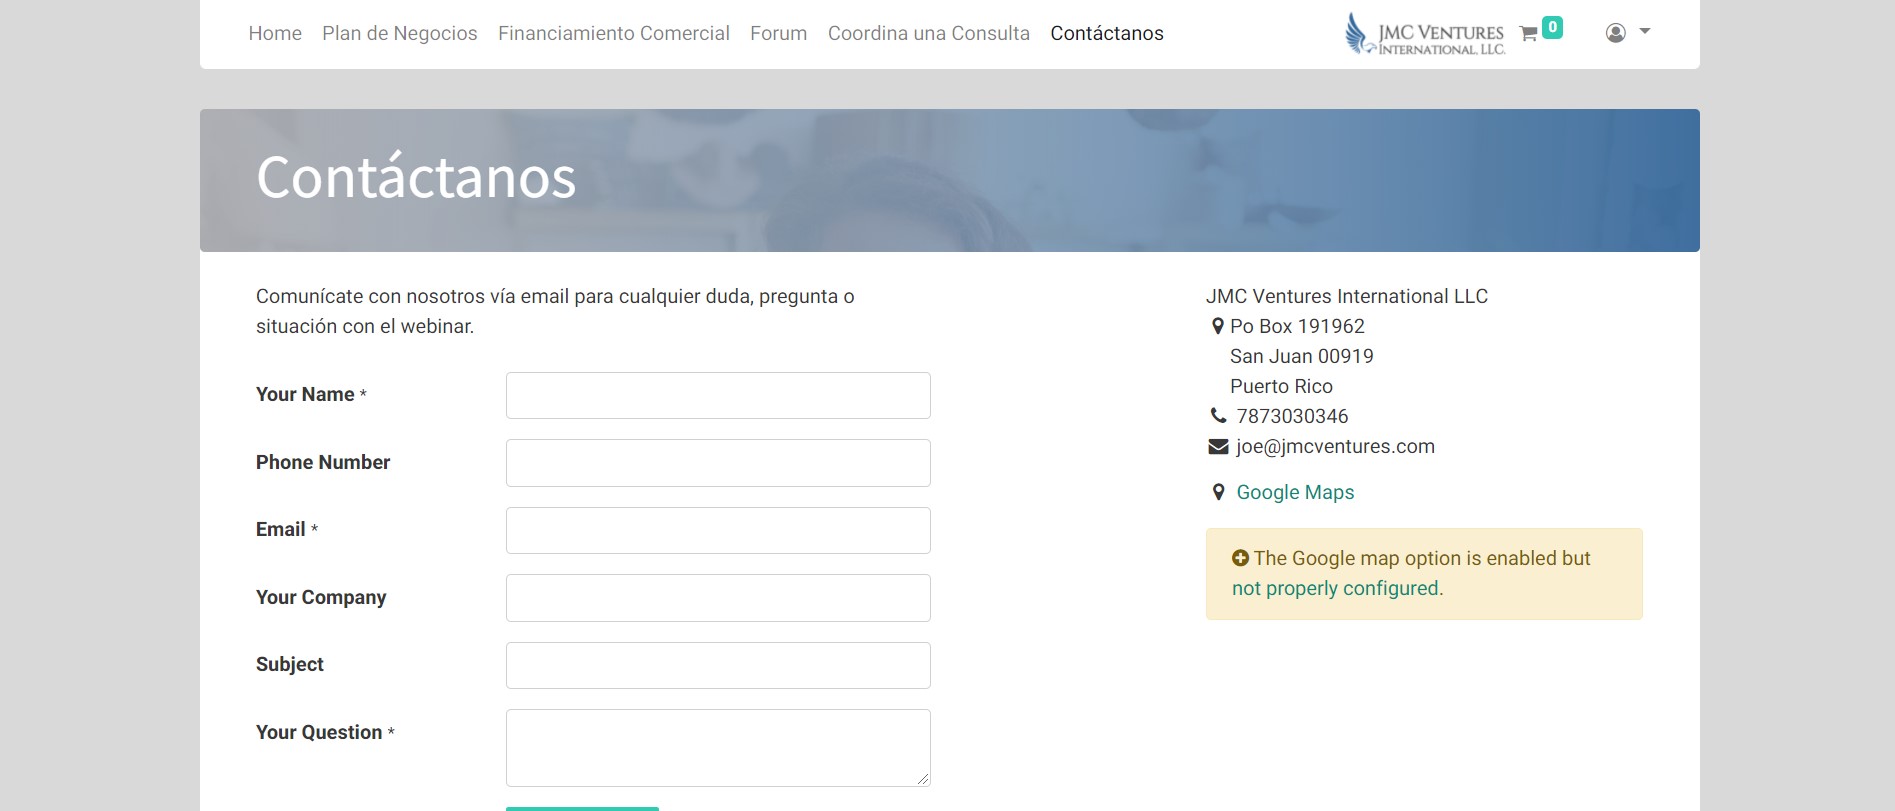 Home Plan de Negocios Financiamiento Comercial Forum Coordina una Consulta Contáctanos
JMC VENTURES
INTERNATIONAL, LLC.
0
Contáctanos
Comunícate con nosotros vía email para cualquier duda, pregunta o
situación con el webinar.
Your Name *
Phone Number
Email *
Your Company
Subject
Your Question *
JMC Ventures International LLC
Po Box 191962
San Juan 00919
Puerto Rico
7873030346
joe@jmcventures.com
Google Maps
The Google map option is enabled but
not properly configured.